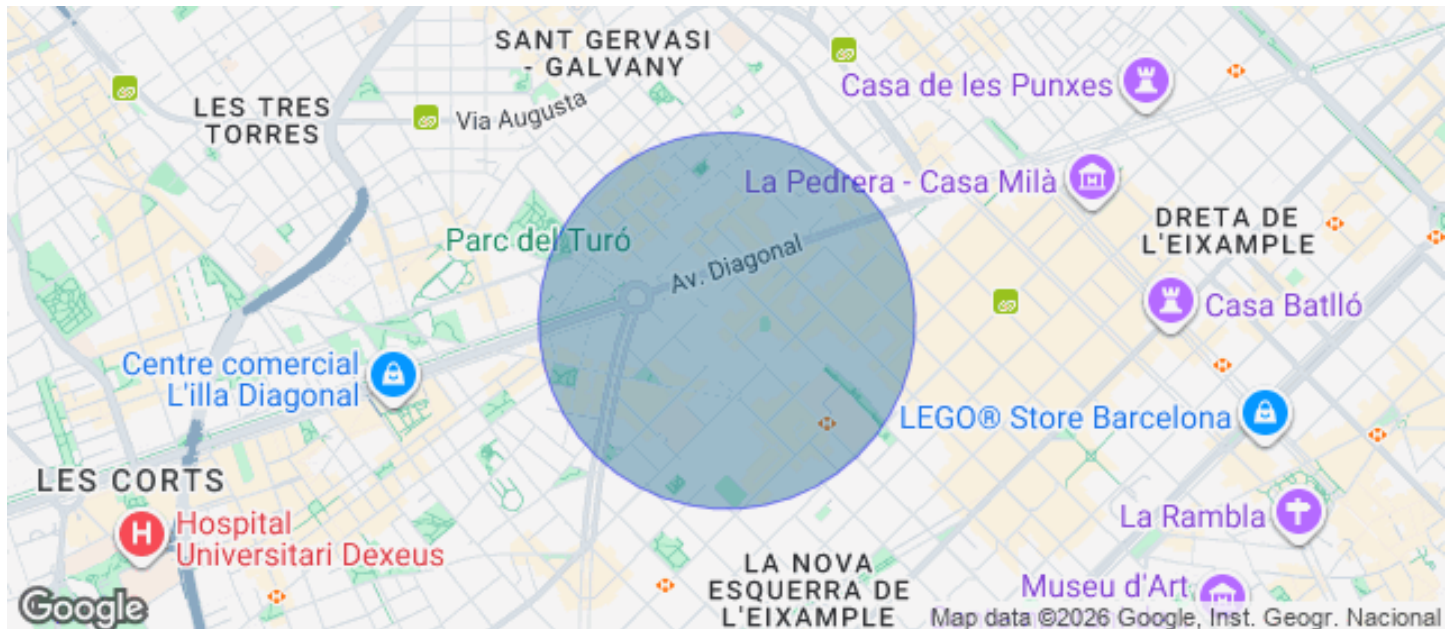 SANT GERVASI
- GALVANY
Casa de les Punxes
LES TRES
TORRES
Via Augusta
La Pedrera - Casa Milà
DRETA DE
L'EIXAMPLE
Parc del Turó
Av. Diagonal
Casa Batlló
Centre comercial
L'illa Diagonal
LEGO® Store Barcelona
LES CORTS
Hospital
Universitari Dexeus
La Rambla
LA NOVA
ESQUERRA DE
L'EIXAMPLE
Museu d'Art
Google
Map data ©2026 Google, Inst. Geogr. Nacional